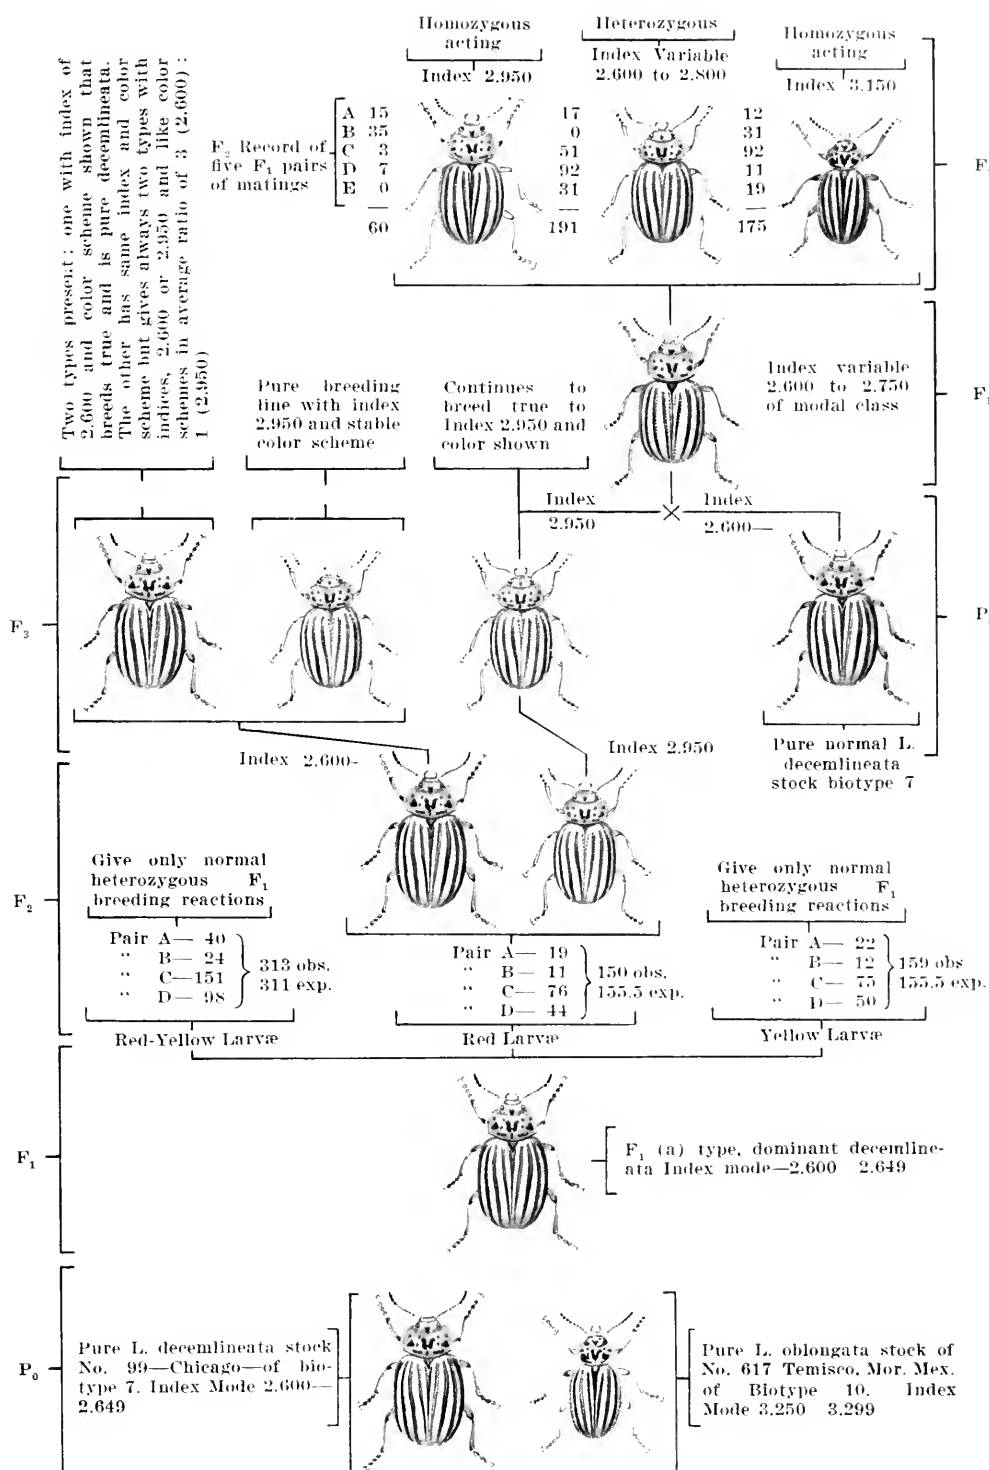 Homozygous
acting
Index 2.950
Heterozygous
Index Variable
2.600 to 2.800
Homozygous
acting
Index 3.150
F₂ Record of
five F₁ pairs
of matings
A 15 17 12
B 35 0 31
C 3 51 92
D 7 92 11
E 0 31 19
60 191 175
F
Two types present: one with index of
2.600 and color scheme shown that
breeds true and is pure decemlineata.
The other has same index and color
scheme but gives always two types with
indices, 2.600 or 2.950 and like color
schemes in average ratio of 3 (2.600) :
1 (2.950)
Pure breeding
line with index
2.950 and stable
color scheme
Continues to
breed true to
Index 2.950 and
color shown
Index variable
2.600 to 2.750
of modal class
F
Index
2.950
Index
2.600—
F₃
P
Pure normal L.
decemlineata
stock biotype 7
Index 2.600-
Index 2.950
F₂
Give only normal
heterozygous F₁
breeding reactions
Pair A— 40
“ B— 24
“ C—151
“ D— 98
313 obs.
311 exp.
Red-Yellow Larvæ
Pair A— 19
“ B— 11
“ C— 76
“ D— 44
150 obs.
155.5 exp.
Red Larvæ
Give only normal
heterozygous F₁
breeding reactions
Pair A— 22
“ B— 12
“ C— 75
“ D— 50
159 obs
155.5 exp.
Yellow Larvæ
F₁
F₁ (a) type, dominant decemline-
ata Index mode—2.600 2.649
P₀
Pure L. decemlineata stock
No. 99—Chicago—of bio-
type 7. Index Mode 2.600—
2.649
Pure L. oblongata stock of
No. 617 Temisco, Mor. Mex.
of Biotype 10. Index
Mode 3.250 3.299